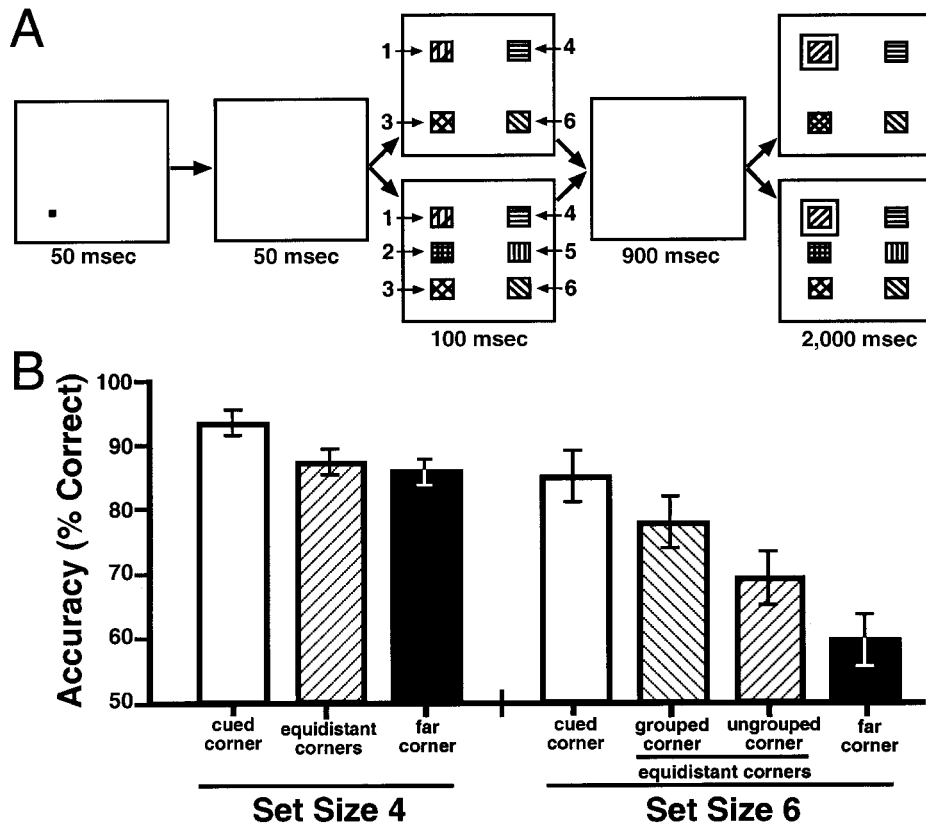 A
1 4
3 6
1 4
2 5
3 6
50 msec
50 msec
100 msec
900 msec
2,000 msec
B
Accuracy (% Correct)
100
90
80
70
60
50
cued
corner
equidistant
corners
far
corner
cued
corner
grouped
corner
ungrouped
corner
far
corner
equidistant corners
Set Size 4
Set Size 6